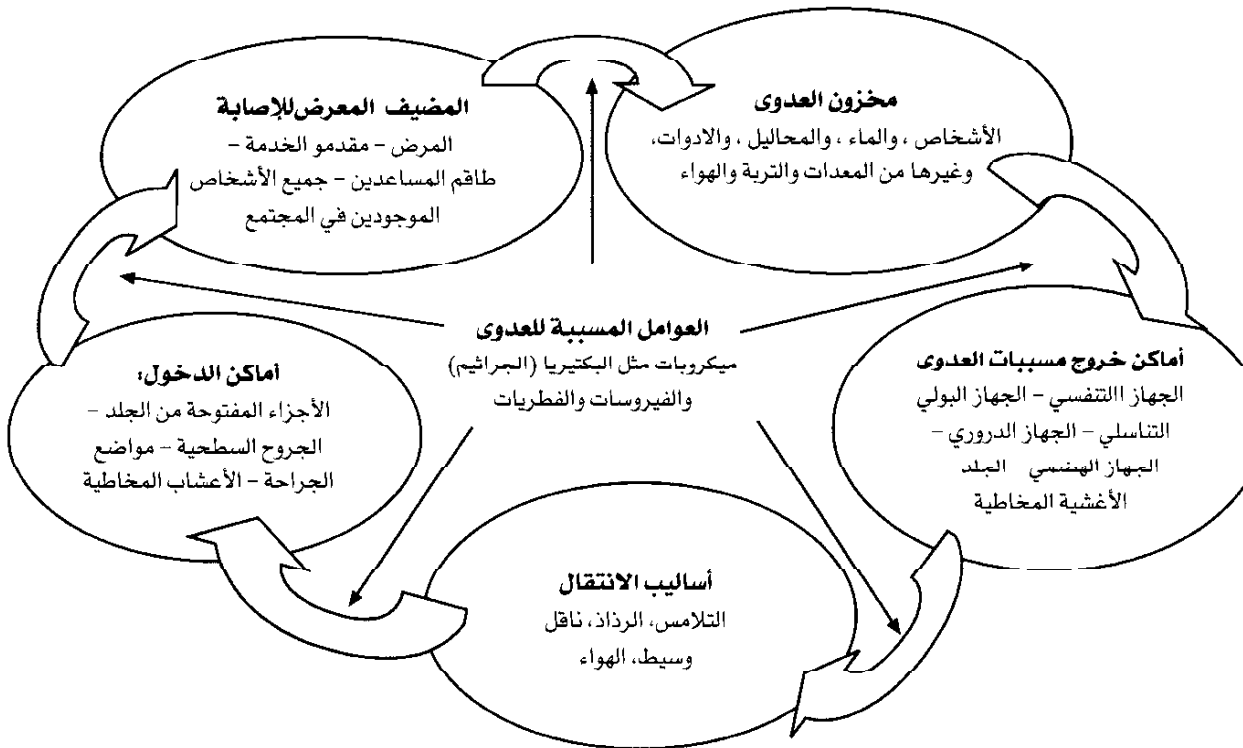 مخزون العدوى
الأشخاص ، والماء ، والمحاليل ، والادوات،
وغيرها من المعدات والتربة والهواء
المضيف المعرض للإصابة
المرض – مقدمو الخدمة –
طاقم المساعدين – جميع الأشخاص
الموجودين في المجتمع
العوامل المسببة للعدوى
ميكروبات مثل البكتيريا (الجراثيم)
والفيروسات والفطريات
أماكن خروج مسببات العدوى
الجهاز االتنفسي – الجهاز البولي
التناسلي – الجهاز الدروري –
الجهاز الهضمي الجلد
الأغشية المخاطية
أماكن الدخول:
الأجزاء المفتوحة من الجلد –
الجروح السطحية – مواضع
الجراحة – الأعشاب المخاطية
أساليب الانتقال
التلامس، الرذاذ، ناقل
وسيط، الهواء